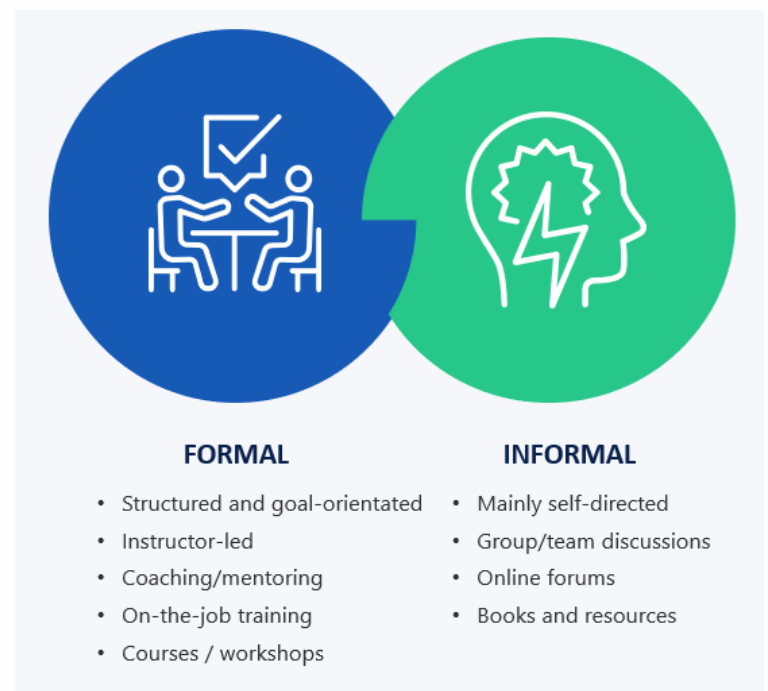 FORMAL
• Structured and goal-orientated
• Instructor-led
• Coaching/mentoring
• On-the-job training
• Courses / workshops
INFORMAL
• Mainly self-directed
• Group/team discussions
• Online forums
• Books and resources